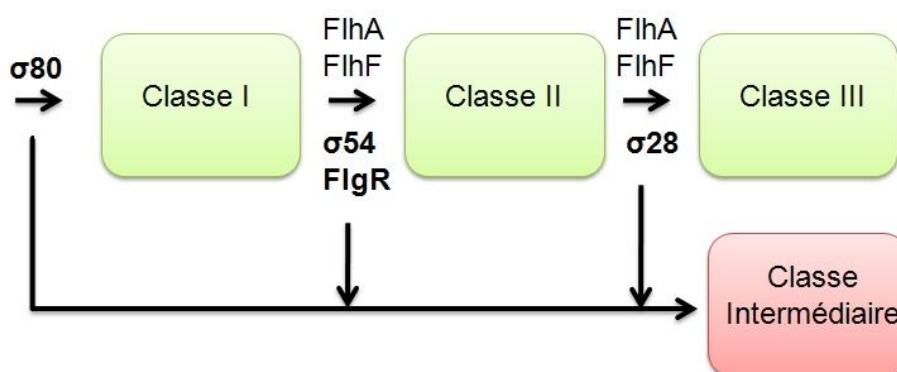 σ80
Classe I
FlhA
FlhF
σ54
FlgR
Classe II
FlhA
FlhF
σ28
Classe III
Classe
Intermédiaire